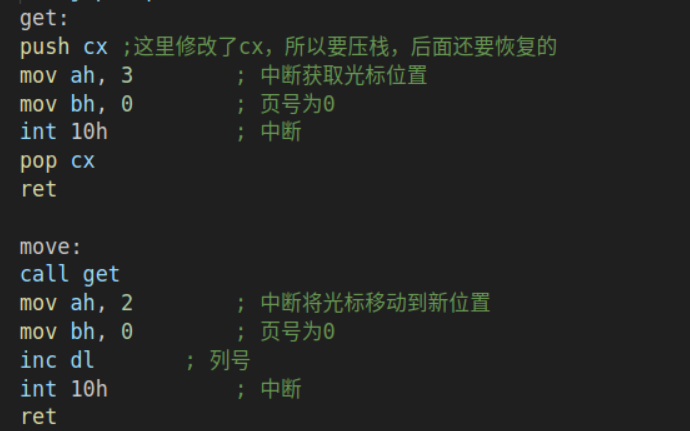 get:
push cx ;这里修改了cx，所以要压栈，后面还要恢复的
mov ah, 3 ; 中断获取光标位置
mov bh, 0 ; 页号为0
int 10h ; 中断
pop cx
ret
move:
call get
mov ah, 2 ; 中断将光标移动到新位置
mov bh, 0 ; 页号为0
inc dl ; 列号
int 10h ; 中断
ret